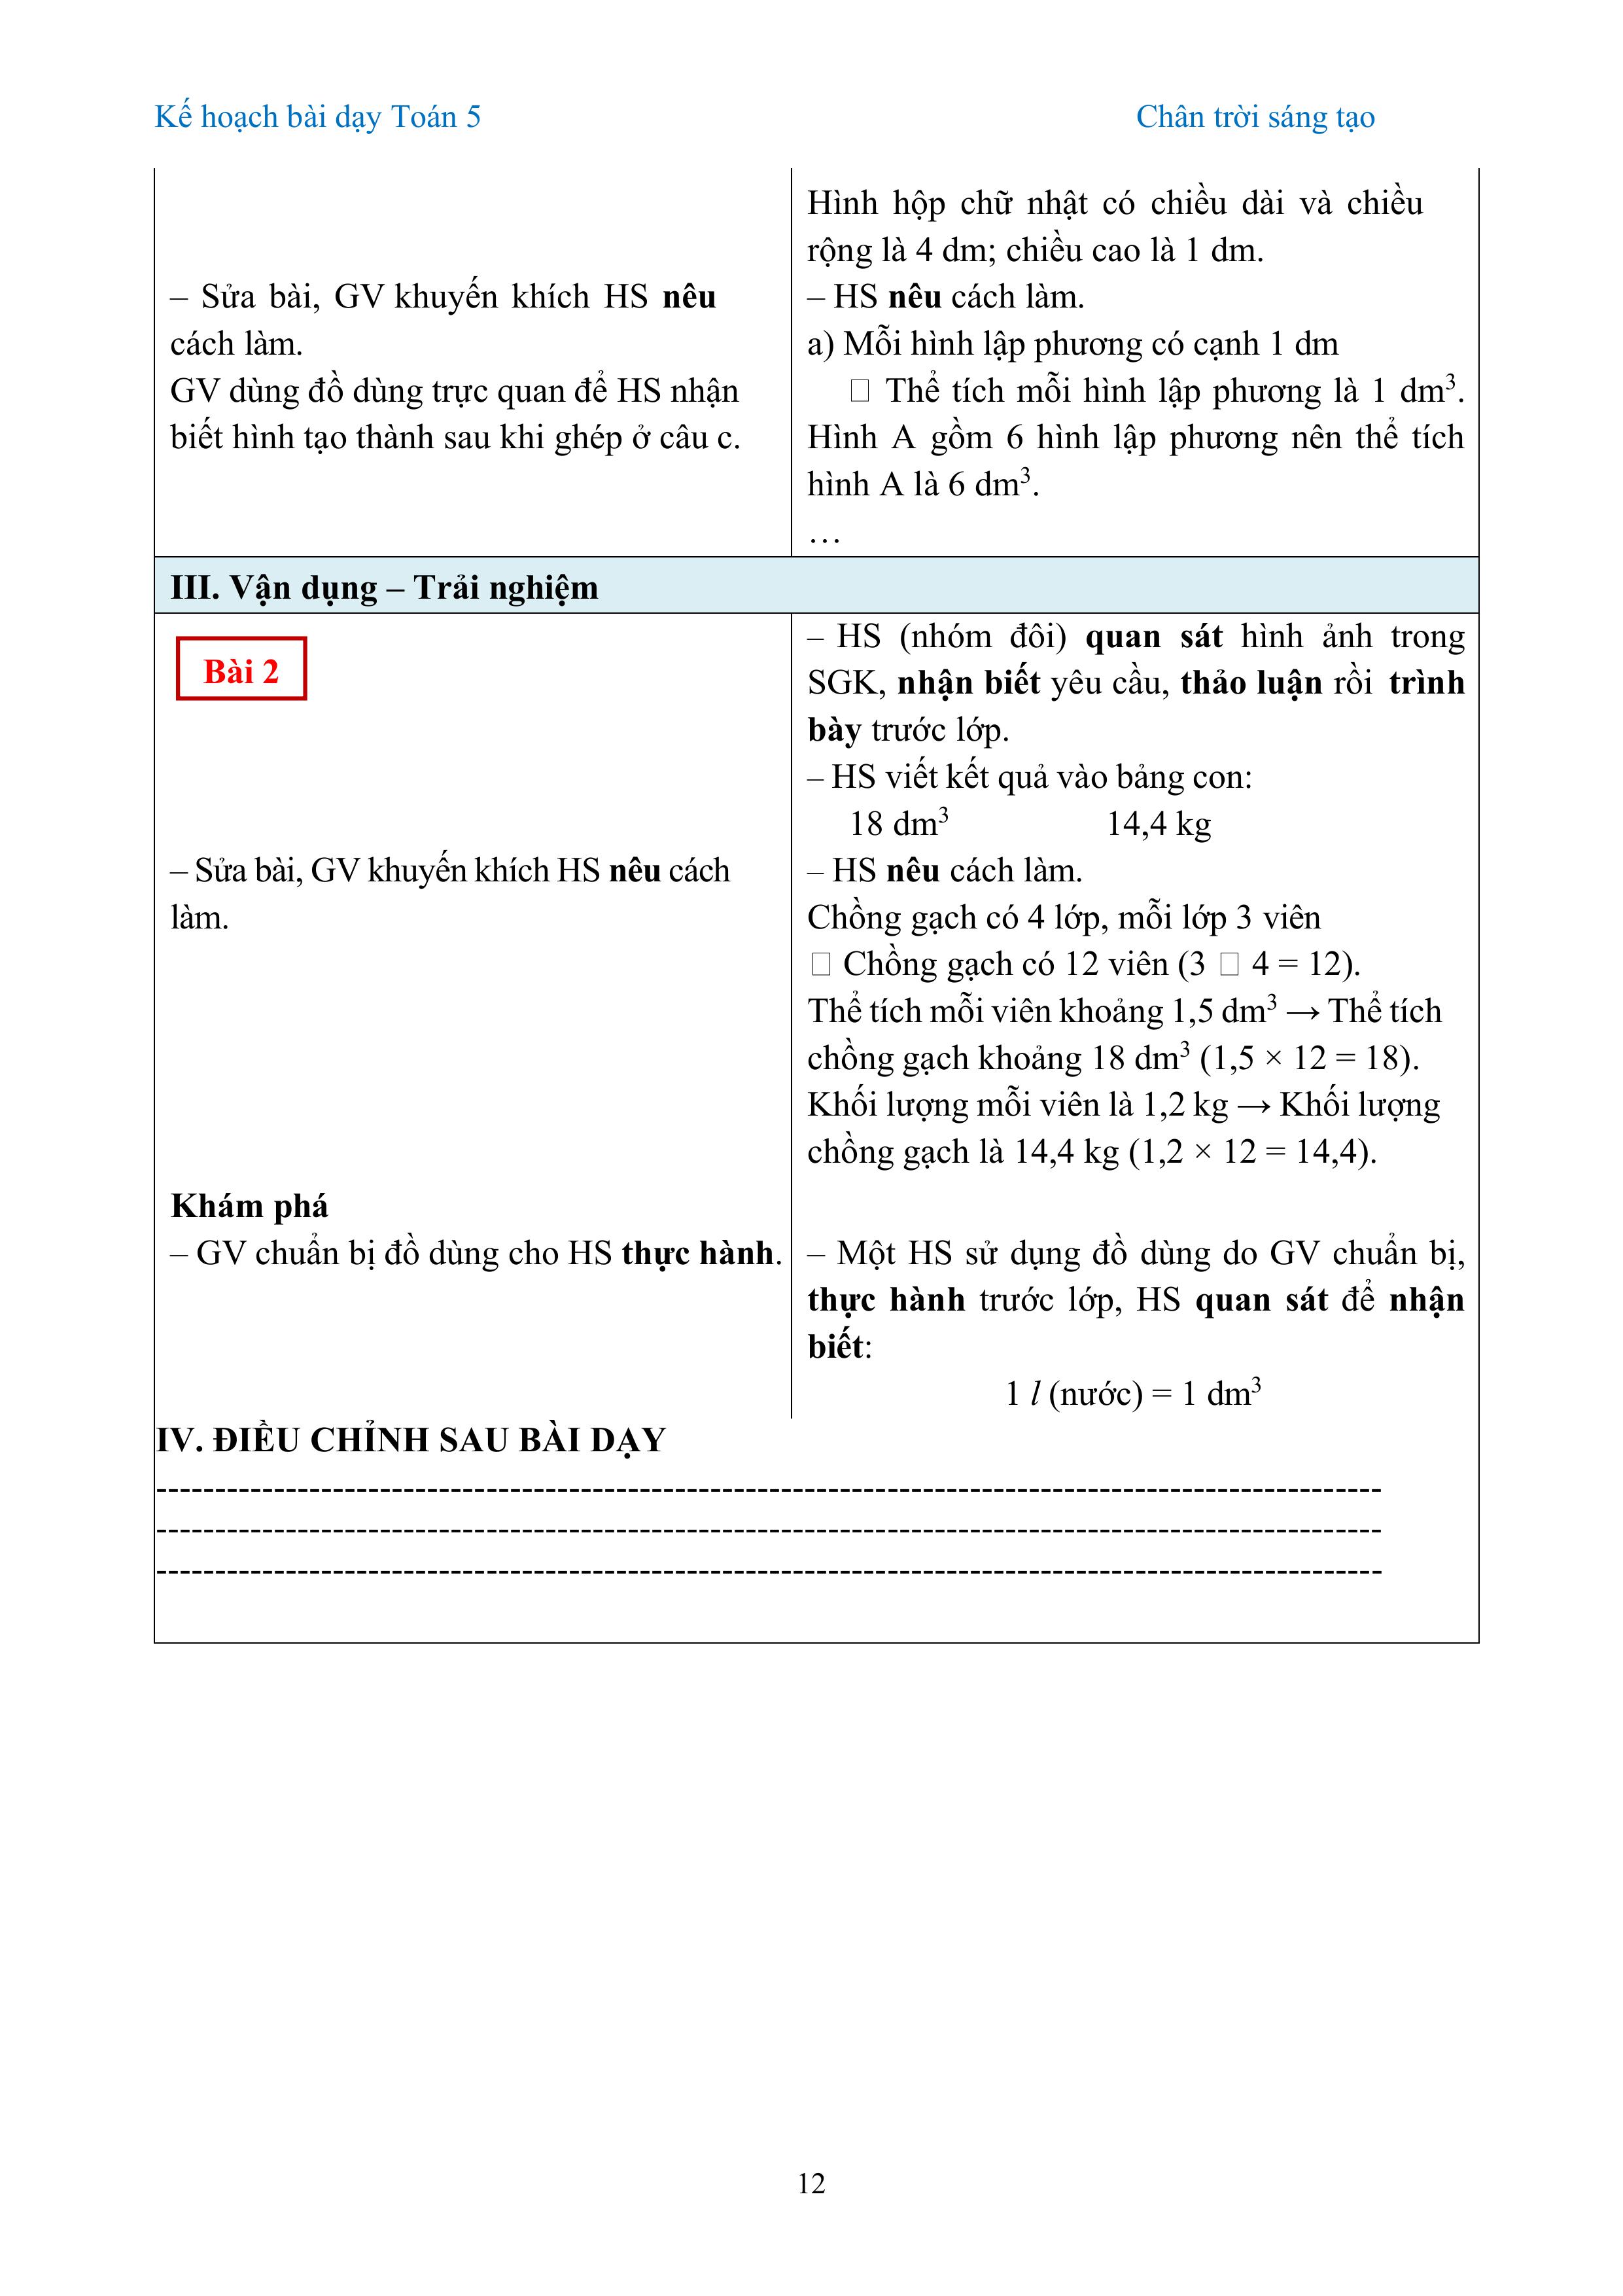 Kế hoạch bài dạy Toán 5
Chân trời sáng tạo
– Sửa bài, GV khuyến khích HS nêu
cách làm.
GV dùng đồ dùng trực quan để HS nhận
biết hình tạo thành sau khi ghép ở câu c.
Hình hộp chữ nhật có chiều dài và chiều
rộng là 4 dm; chiều cao là 1 dm.
– HS nêu cách làm.
a) Mỗi hình lập phương có cạnh 1 dm
□ Thể tích mỗi hình lập phương là 1 dm³.
Hình A gồm 6 hình lập phương nên thể tích
hình A là 6 dm³.
…
III. Vận dụng – Trải nghiệm
Bài 2
– Sửa bài, GV khuyến khích HS nêu cách
làm.
Khám phá
– GV chuẩn bị đồ dùng cho HS thực hành.
– HS (nhóm đôi) quan sát hình ảnh trong
SGK, nhận biết yêu cầu, thảo luận rồi trình
bày trước lớp.
– HS viết kết quả vào bảng con:
18 dm³ 14,4 kg
– HS nêu cách làm.
Chồng gạch có 4 lớp, mỗi lớp 3 viên
□ Chồng gạch có 12 viên (3 □ 4 = 12).
Thể tích mỗi viên khoảng 1,5 dm³ → Thể tích
chồng gạch khoảng 18 dm³ (1,5 × 12 = 18).
Khối lượng mỗi viên là 1,2 kg → Khối lượng
chồng gạch là 14,4 kg (1,2 × 12 = 14,4).
– Một HS sử dụng đồ dùng do GV chuẩn bị,
thực hành trước lớp, HS quan sát để nhận
biết:
1 l (nước) = 1 dm³
IV. ĐIỀU CHỈNH SAU BÀI DẠY
12